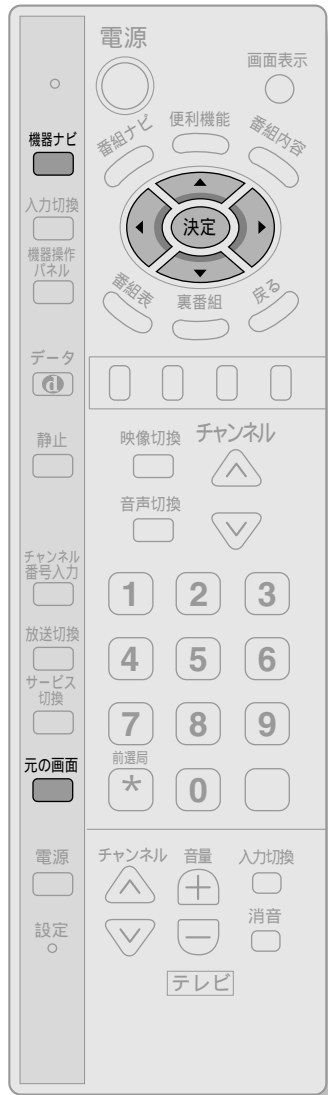 電源
画面表示
機器ナビ
番組ナビ
便利機能
番組内容
入力切換
決定
機器操作
パネル
番組表
裏番組
戻る
データ
d
静止
映像切換
チャンネル
音声切換
チャンネル
番号入力
1 2 3
放送切換
4 5 6
サービス
切換
7 8 9
元の画面
前選局
* 0
電源
チャンネル
音量
入力切換
+
設定
消音
−
テレビ